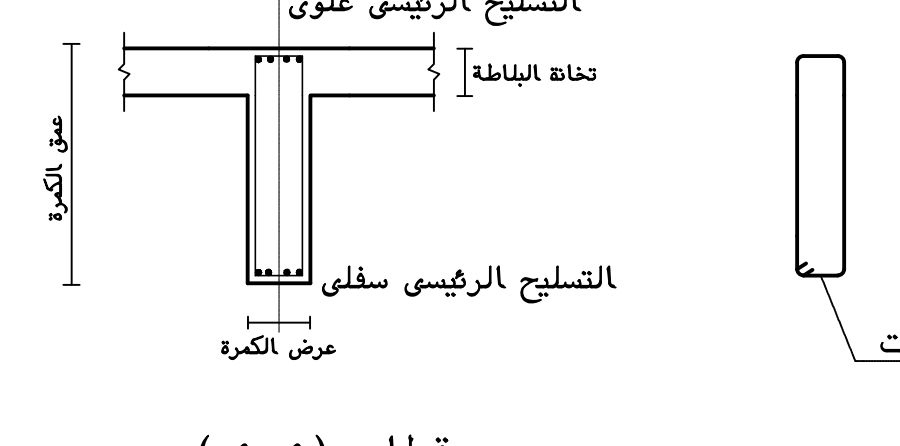 التسليح الرئيسى علوى
تخانة البلاطة
عمق الكمرة
التسليح الرئيسى سفلى
عرض الكمرة